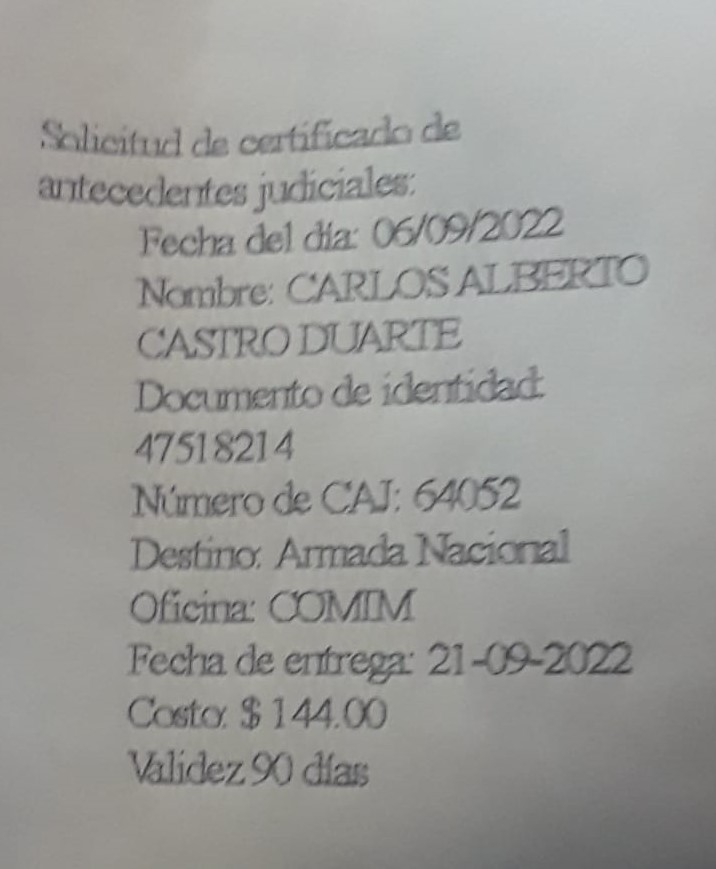 Solicitud de certificado de
antecedentes judiciales:
Fecha del día: 06/09/2022
Nombre: CARLOS ALBERTO
CASTRO DUARTE
Documento de identidad:
47518214
Número de CAJ: 64052
Destino: Armada Nacional
Oficina: COMIM
Fecha de entrega: 21-09-2022
Costo: $ 144.00
Validez 90 días